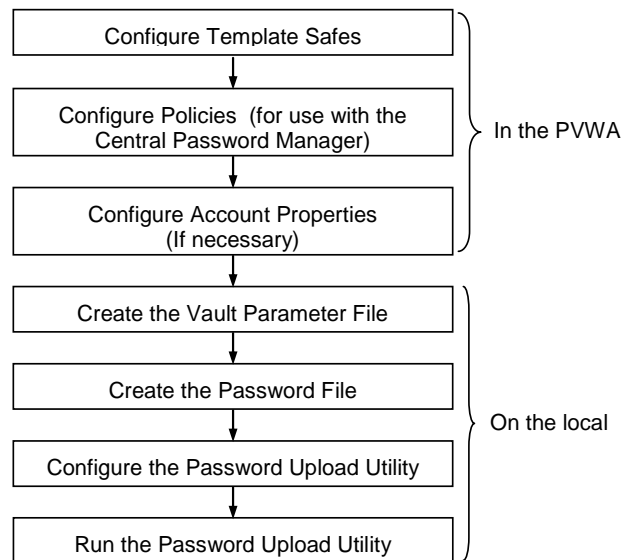 Configure Template Safes
Configure Policies (for use with the
Central Password Manager)
In the PVWA
Configure Account Properties
(If necessary)
Create the Vault Parameter File
Create the Password File
On the local
Configure the Password Upload Utility
Run the Password Upload Utility